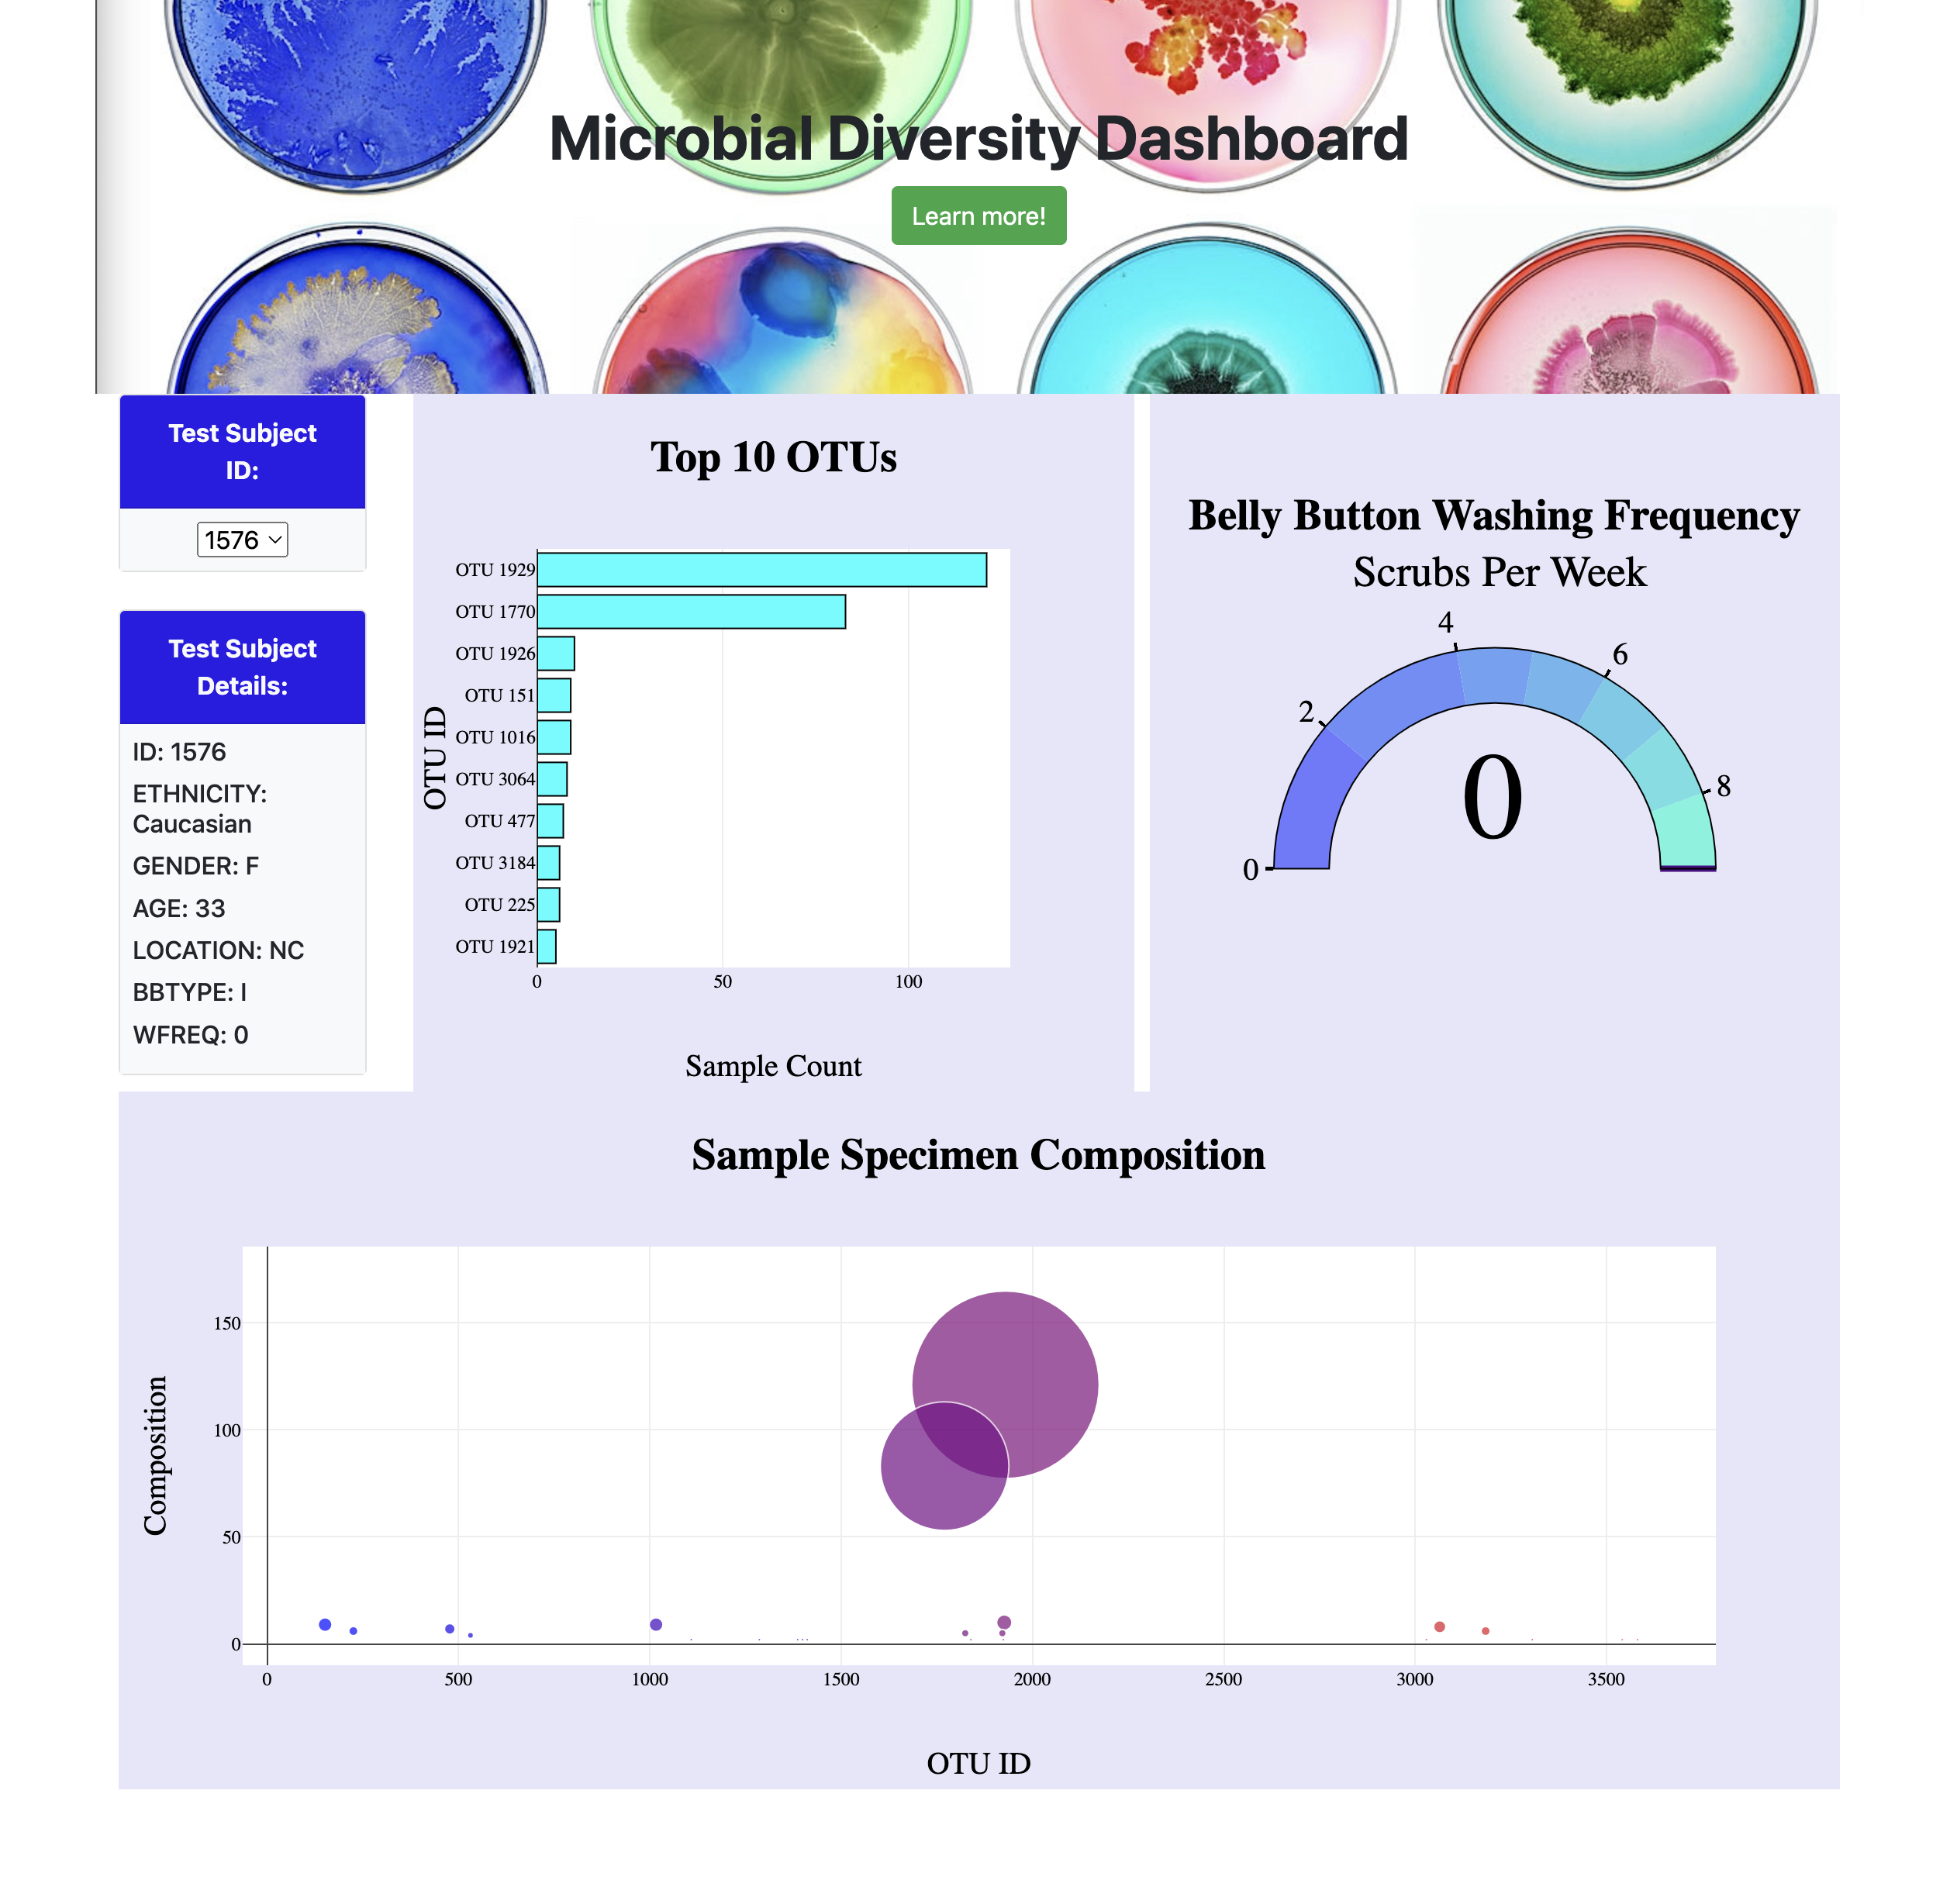 Microbial Diversity Dashboard
Learn more!
Test Subject
ID:
1576
Test Subject
Details:
ID: 1576
ETHNICITY:
Caucasian
GENDER: F
AGE: 33
LOCATION: NC
BBTYPE: I
WFREQ: 0
Top 10 OTUs
OTU ID
OTU 1929
OTU 1770
OTU 1926
OTU 151
OTU 1016
OTU 3064
OTU 477
OTU 3184
OTU 225
OTU 1921
0 50 100
Sample Count
Belly Button Washing Frequency
Scrubs Per Week
0
2
4
6
8
0
Sample Specimen Composition
Composition
150
100
50
0
0 500 1000 1500 2000 2500 3000 3500
OTU ID